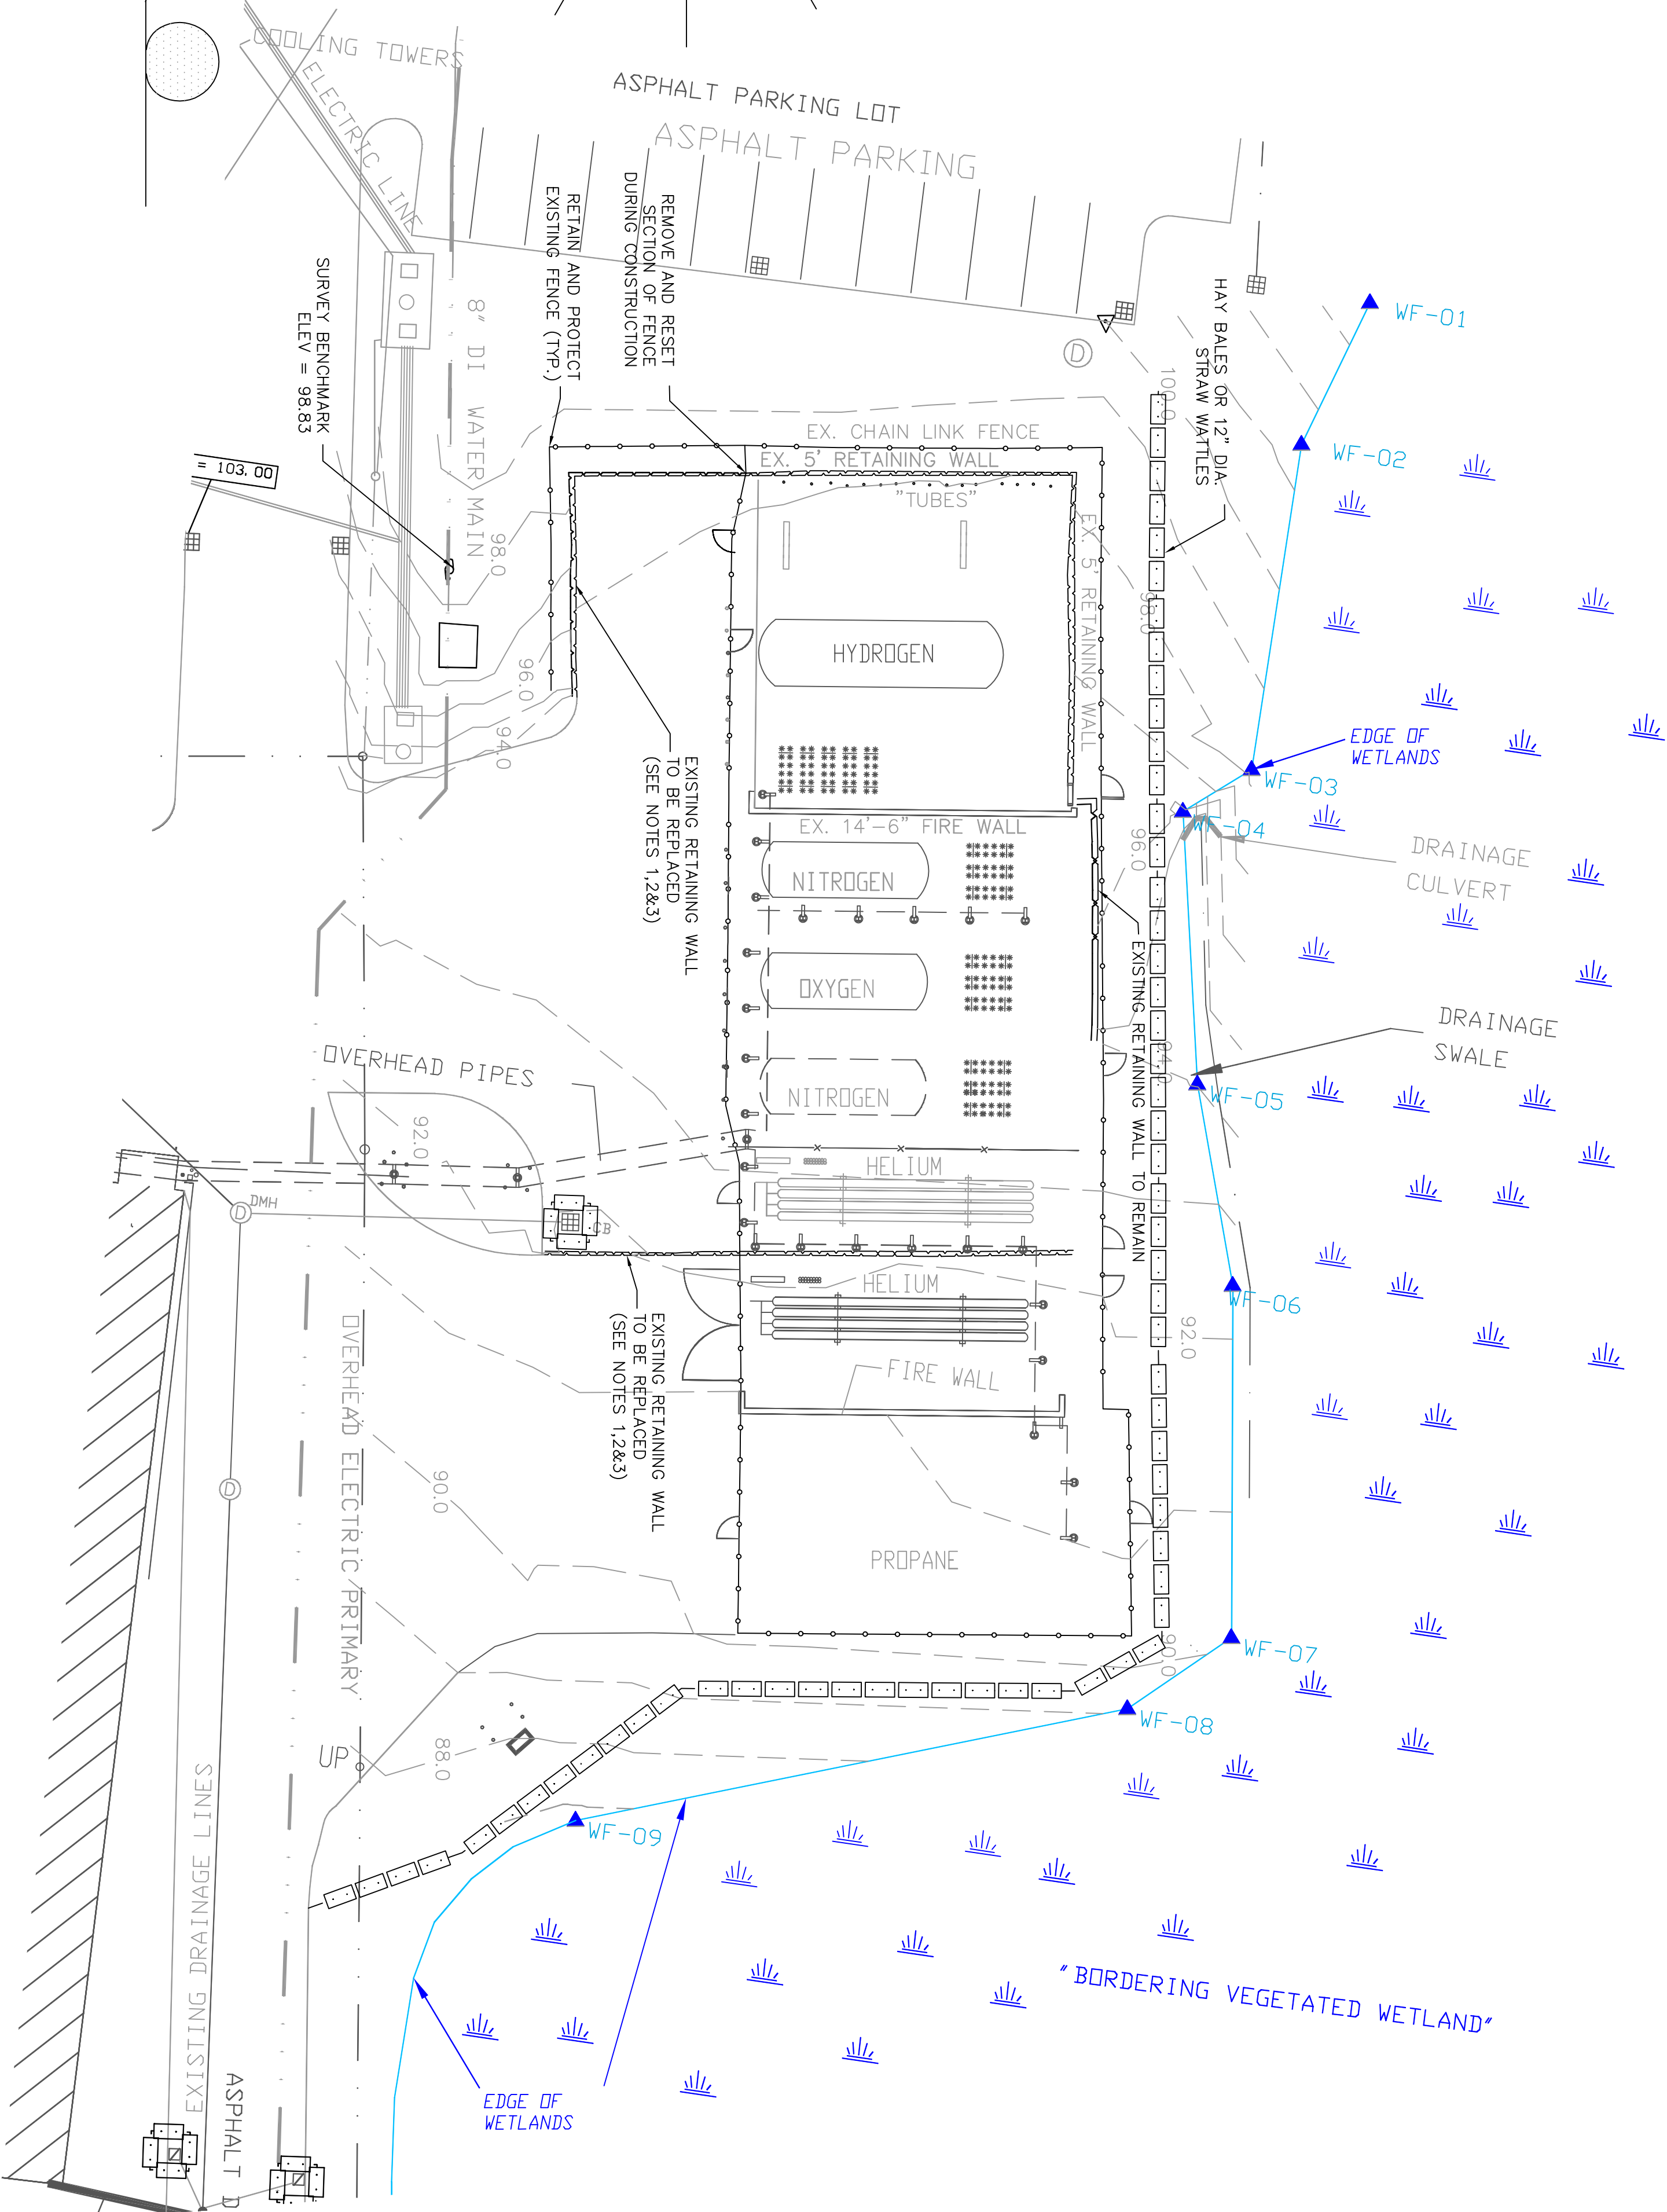 COOLING TOWERS
ELECTRIC LINE
ASPHALT PARKING LOT
ASPHALT PARKING
8" DI WATER MAIN
RETAIN AND PROTECT
EXISTING FENCE (TYP.)
REMOVE AND RESET
SECTION OF FENCE
DURING CONSTRUCTION
SURVEY BENCHMARK
ELEV = 98.83
= 103.00
HAY BALES OR 12" DIA.
STRAW WATTLES
WF-01
WF-02
100.0
D
EX. CHAIN LINK FENCE
EX. 5' RETAINING WALL
"TUBES"
EX. 5' RETAINING WALL
98.0
98.0
96.0
94.0
HYDROGEN
EDGE OF
WETLANDS
WF-03
WF-04
EXISTING RETAINING WALL
TO BE REPLACED
(SEE NOTES 1,2&3)
EX. 14'-6" FIRE WALL
96.0
DRAINAGE
CULVERT
NITROGEN
OXYGEN
EXISTING RETAINING WALL TO REMAIN
DRAINAGE
SWALE
94.0
WF-05
OVERHEAD PIPES
NITROGEN
92.0
HELIUM
DMH
D
CB
HELIUM
WF-06
92.0
EXISTING RETAINING WALL
TO BE REPLACED
(SEE NOTES 1,2&3)
FIRE WALL
OVERHEAD ELECTRIC PRIMARY
90.0
D
PROPANE
90.0
WF-07
WF-08
UP
88.0
WF-09
EXISTING DRAINAGE LINES
"BORDERING VEGETATED WETLAND"
EDGE OF
WETLANDS
ASPHALT D